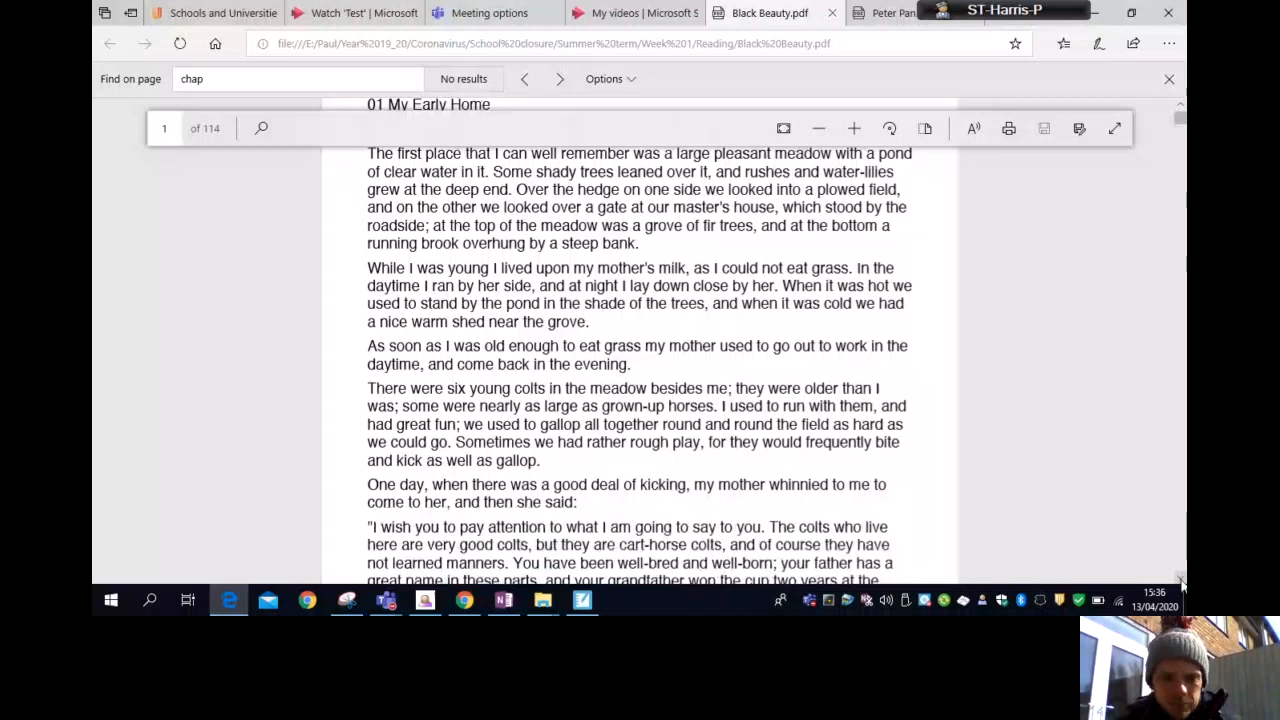 Schools and Universitie
Watch 'Test' | Microsoft
Meeting options
My videos | Microsoft S
Black Beauty.pdf
Peter Pan
ST-Harris-P
file:///E:/Paul/Year%2019_20/Coronavirus/School%20closure/Summer%20term/Week%201/Reading/Black%20Beauty.pdf
Find on page
chap
No results
Options
01 My Early Home
1
of 114
The first place that I can well remember was a large pleasant meadow with a pond
of clear water in it. Some shady trees leaned over it, and rushes and water-lilies
grew at the deep end. Over the hedge on one side we looked into a plowed field,
and on the other we looked over a gate at our master's house, which stood by the
roadside; at the top of the meadow was a grove of fir trees, and at the bottom a
running brook overhung by a steep bank.
While I was young I lived upon my mother's milk, as I could not eat grass. In the
daytime I ran by her side, and at night I lay down close by her. When it was hot we
used to stand by the pond in the shade of the trees, and when it was cold we had
a nice warm shed near the grove.
As soon as I was old enough to eat grass my mother used to go out to work in the
daytime, and come back in the evening.
There were six young colts in the meadow besides me; they were older than I
was; some were nearly as large as grown-up horses. I used to run with them, and
had great fun; we used to gallop all together round and round the field as hard as
we could go. Sometimes we had rather rough play, for they would frequently bite
and kick as well as gallop.
One day, when there was a good deal of kicking, my mother whinnied to me to
come to her, and then she said:
"I wish you to pay attention to what I am going to say to you. The colts who live
here are very good colts, but they are cart-horse colts, and of course they have
not learned manners. You have been well-bred and well-born; your father has a
great name in these parts, and your grandfather won the cup two years at the
15:36
13/04/2020